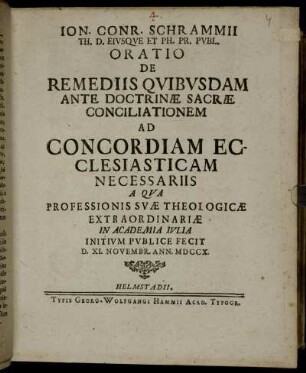 4
4
ION. CONR. SCHRAMMII
TH. D. EIVSQVE ET PH. PR. PVBL.
ORATIO
DE
REMEDIIS QVIBVSDAM
ANTE DOCTRINÆ SACRÆ
CONCILIATIONEM
AD
CONCORDIAM EC-
CLESIASTICAM
NECESSARIIS
A QVA
PROFESSIONIS SVÆ THEOLOGICÆ
EXTRAORDINARIÆ
IN ACADEMIA IVLIA
INITIVM PVBLICE FECIT
D. XI. NOVEMBR. ANN. MDCCX.
HELMSTADII,
TYPIS GEORG-WOLFGANGI HAMMII ACAD. TYPOGR.